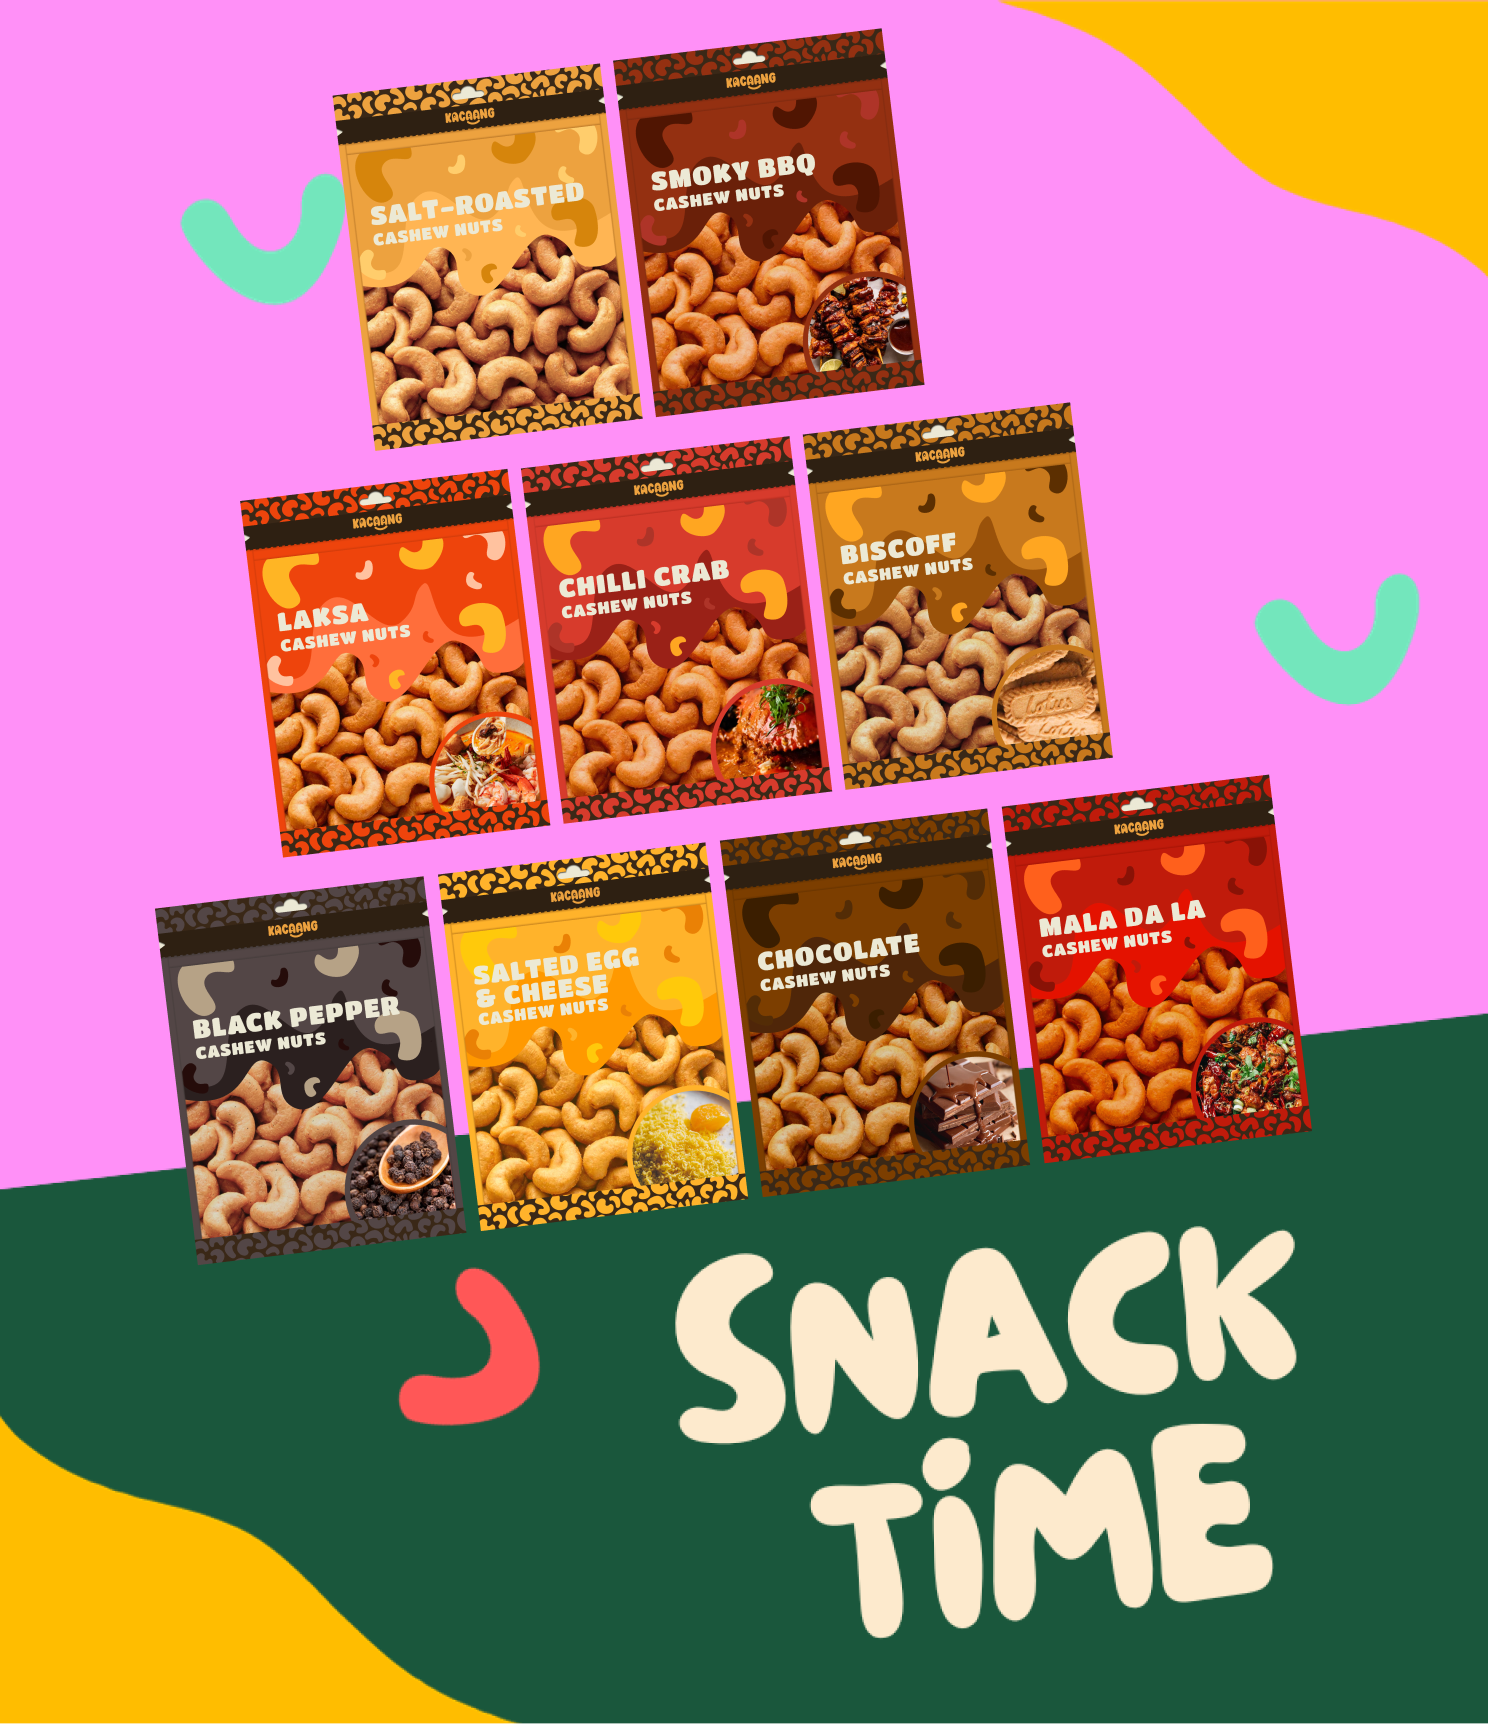 KACAANG
SALT-ROASTED
CASHEW NUTS
KACAANG
SMOKY BBQ
CASHEW NUTS
KACAANG
LAKSA
CASHEW NUTS
KACAANG
CHILLI CRAB
CASHEW NUTS
KACAANG
BISCOFF
CASHEW NUTS
Lotus
KACAANG
BLACK PEPPER
CASHEW NUTS
KACAANG
SALTED EGG
& CHEESE
CASHEW NUTS
KACAANG
CHOCOLATE
CASHEW NUTS
KACAANG
MALA DA LA
CASHEW NUTS
SNACK
TiME